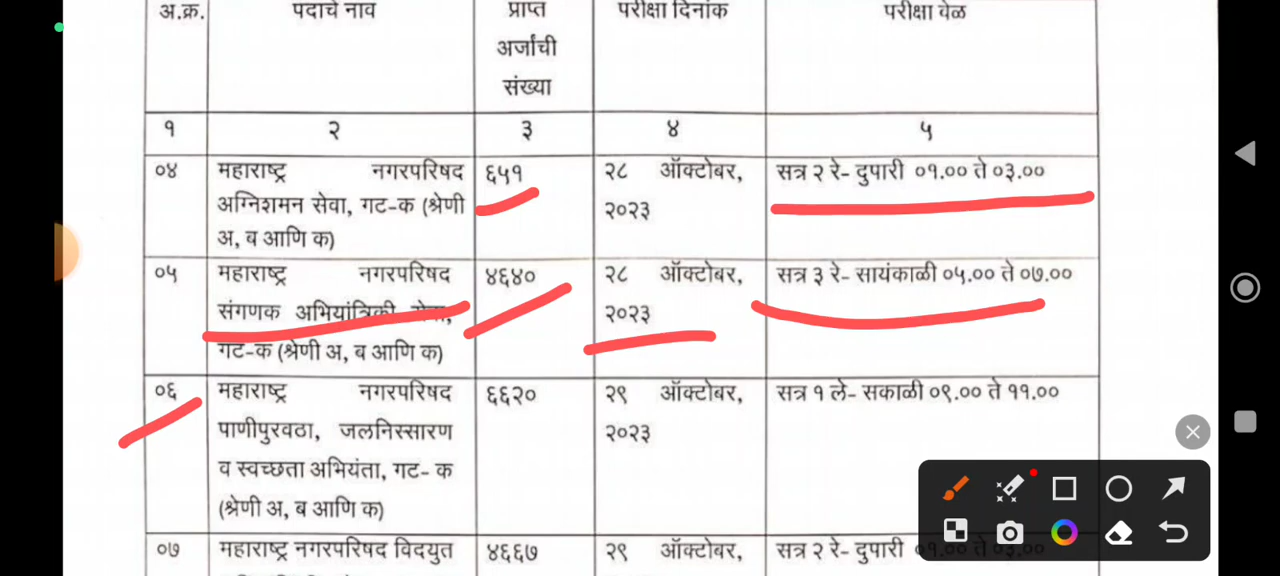 अ.क्र. पदाचे नाव प्राप्त अर्जांची संख्या परीक्षा दिनांक परीक्षा वेळ
१ २ ३ ४ ५
०४ महाराष्ट्र नगरपरिषद ६५१ २८ ऑक्टोबर, सत्र २ रे- दुपारी ०१.०० ते ०३.००
अग्निशमन सेवा, गट-क (श्रेणी २०२३
अ, ब आणि क)
०५ महाराष्ट्र नगरपरिषद ४६४० २८ ऑक्टोबर, सत्र ३ रे- सायंकाळी ०५.०० ते ०७.००
संगणक अभियांत्रिकी सेवा, २०२३
गट-क (श्रेणी अ, ब आणि क)
०६ महाराष्ट्र नगरपरिषद ६६२० २९ ऑक्टोबर, सत्र १ ले- सकाळी ०९.०० ते ११.००
पाणीपुरवठा, जलनिस्सारण २०२३
व स्वच्छता अभियंता, गट- क
(श्रेणी अ, ब आणि क)
०७ महाराष्ट्र नगरपरिषद विद्युत ४६६७ २९ ऑक्टोबर, सत्र २ रे- दुपारी ०१.०० ते ०३.००